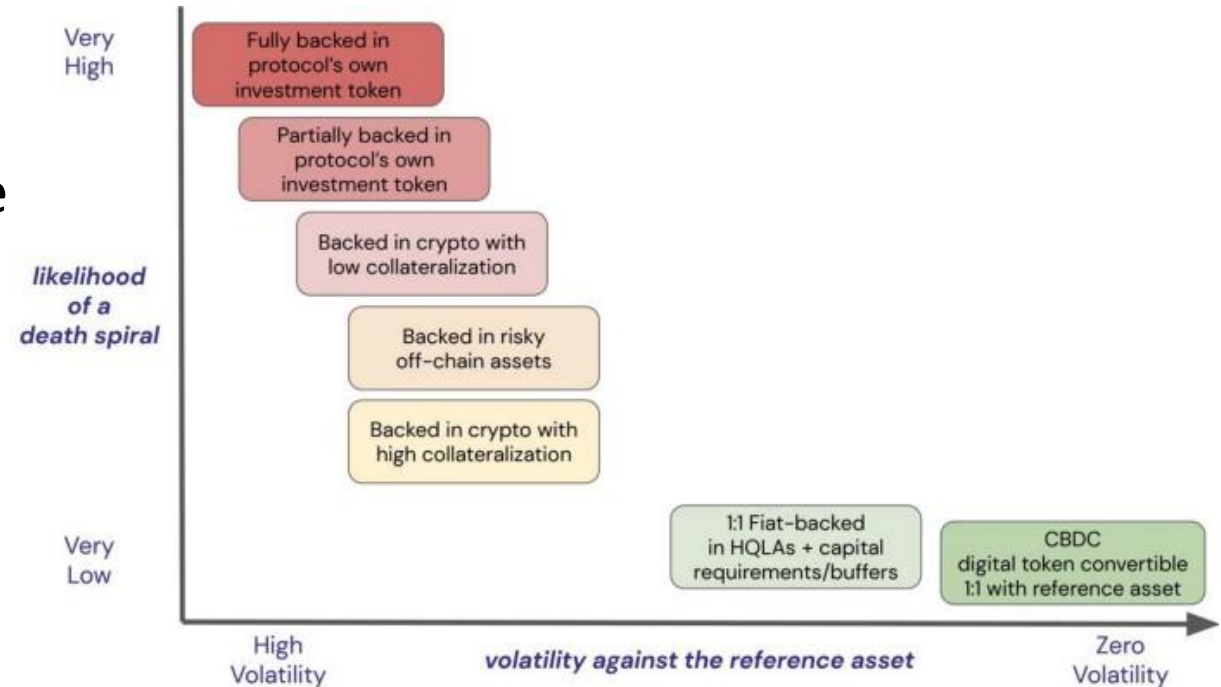 Very
High
Fully backed in
protocol's own
investment token
Partially backed in
protocol's own
investment token
e
Backed in crypto with
low collateralization
likelihood
of a
death spiral
Backed in risky
off-chain assets
Backed in crypto with
high collateralization
Very
Low
1:1 Fiat-backed
in HQLAs + capital
requirements/buffers
CBDC
digital token convertible
1:1 with reference asset
High
Volatility
volatility against the reference asset
Zero
Volatility